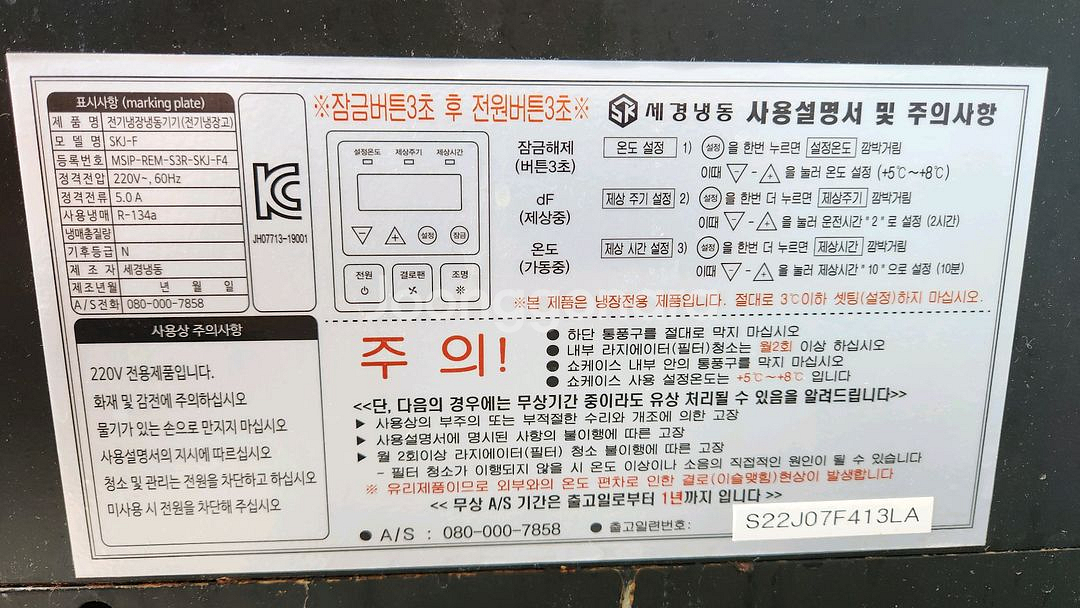 표시사항 (marking plate)
제 품 명 전기냉장냉동기기(전기냉장고)
모 델 명 SKJ-F
등록번호 MSIP-REM-S3R-SKJ-F4
정격전압 220V~, 60Hz
정격전류 5.0 A
사용냉매 R-134a
냉매총질량
기후등급 N
제 조 자 세경냉동
제조년월 년 월 일
A/S전화 080-000-7858
JH07713-19001
※잠금버튼3초 후 전원버튼3초※
설정온도 제상주기 제상시간
설정 잠금
전원 결로팬 조명
세경냉동 사용설명서 및 주의사항
잠금해제
(버튼3초)
온도 설정 1) 설정 을 한번 누르면 설정온도 깜박거림
이때 ▽ - △ 을 눌러 온도 설정 (+5℃~+8℃)
dF
(제상중)
제상 주기 설정 2) 설정 을 한번 더 누르면 제상주기 깜박거림
이때 ▽ - △ 을 눌러 운전시간 "2" 로 설정 (2시간)
온도
(가동중)
제상 시간 설정 3) 설정 을 한번 더 누르면 제상시간 깜박거림
이때 ▽ - △ 을 눌러 제상시간 "10" 으로 설정 (10분)
※본 제품은 냉장전용 제품입니다. 절대로 3℃이하 셋팅(설정)하지 마십시오.
사용상 주의사항
220V 전용제품입니다.
화재 및 감전에 주의하십시오
물기가 있는 손으로 만지지 마십시오
사용설명서의 지시에 따르십시오
청소 및 관리는 전원을 차단하고 하십시오
미사용 시 전원을 차단해 주십시오
주 의!
● 하단 통풍구를 절대로 막지 마십시오
● 내부 라지에이터(필터)청소는 월2회 이상 하십시오
● 쇼케이스 내부 안의 통풍구를 막지 마십시오
● 쇼케이스 사용 설정온도는 +5℃~+8℃ 입니다
<<단, 다음의 경우에는 무상기간 중이라도 유상 처리될 수 있음을 알려드립니다>>
▶ 사용상의 부주의 또는 부적절한 수리와 개조에 의한 고장
▶ 사용설명서에 명시된 사항의 불이행에 따른 고장
▶ 월 2회이상 라지에이터(필터) 청소 불이행에 따른 고장
- 필터 청소가 이행되지 않을 시 온도 이상이나 소음의 직접적인 원인이 될 수 있습니다
※ 유리제품이므로 외부와의 온도 편차로 인한 결로(이슬맺힘)현상이 발생합니다
<< 무상 A/S 기간은 출고일로부터 1년까지 입니다 >>
● A/S : 080-000-7858 ● 출고일련번호: S22J07F413LA